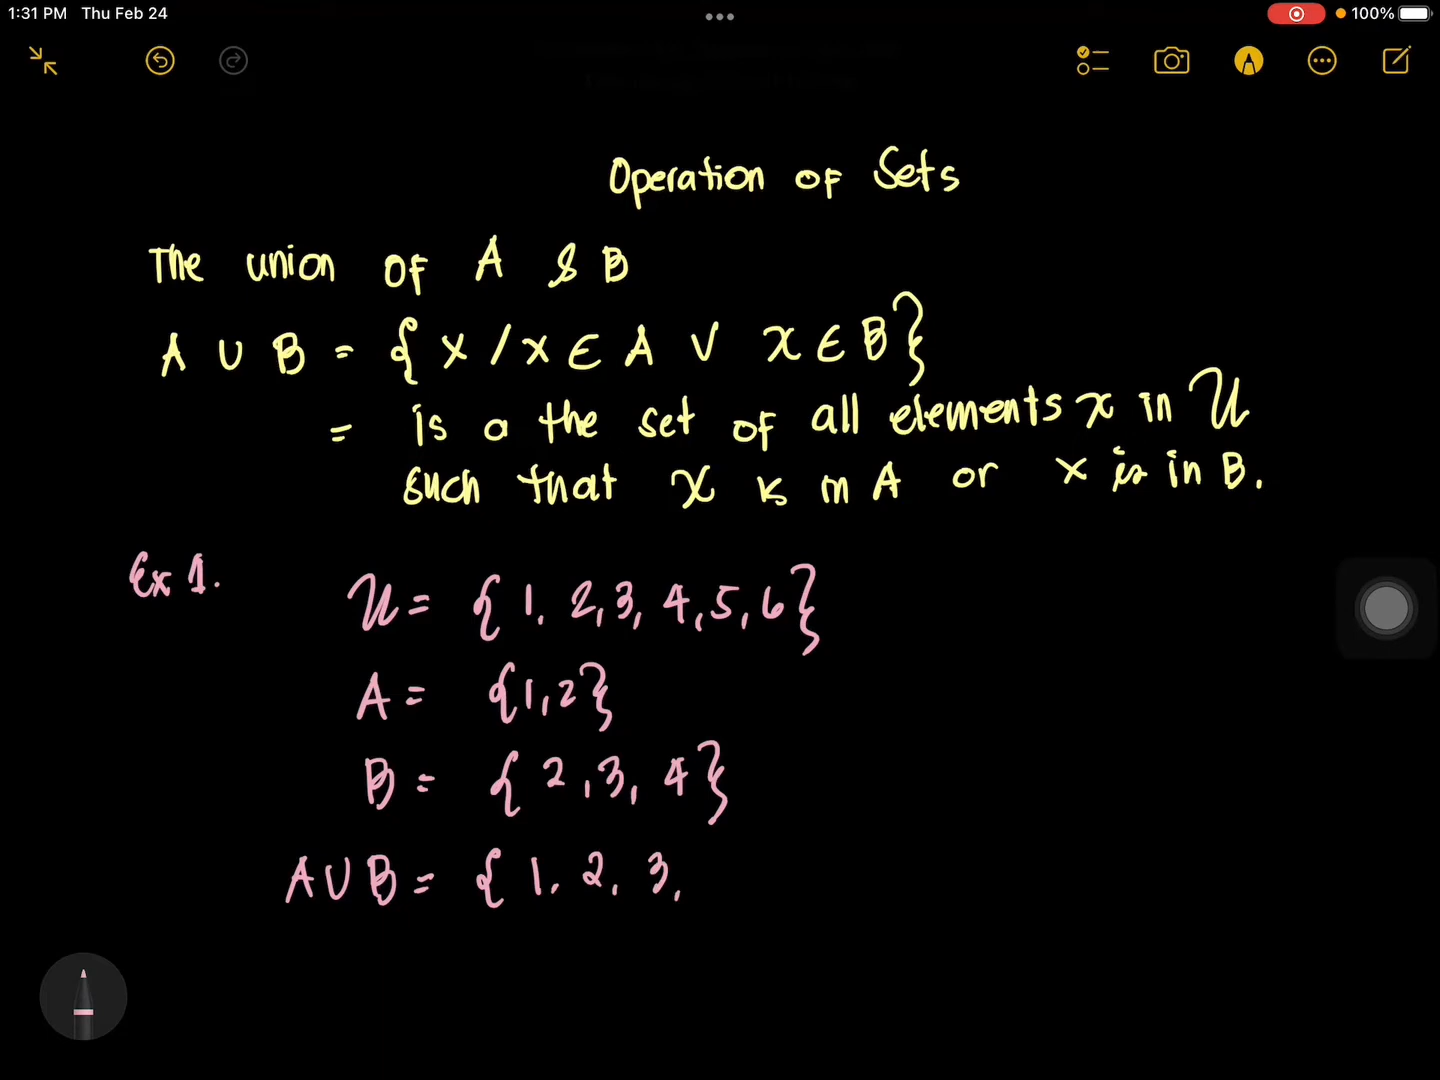 1:31 PM Thu Feb 24 100%
Operation of Sets
The union of A & B
A ∪ B = {x/x ∈ A ∨ x ∈ B}
= is a the set of all elements x in U
such that x is in A or x is in B.
Ex 1. U = {1, 2, 3, 4, 5, 6}
A = {1, 2}
B = {2, 3, 4}
A ∪ B = {1, 2, 3,